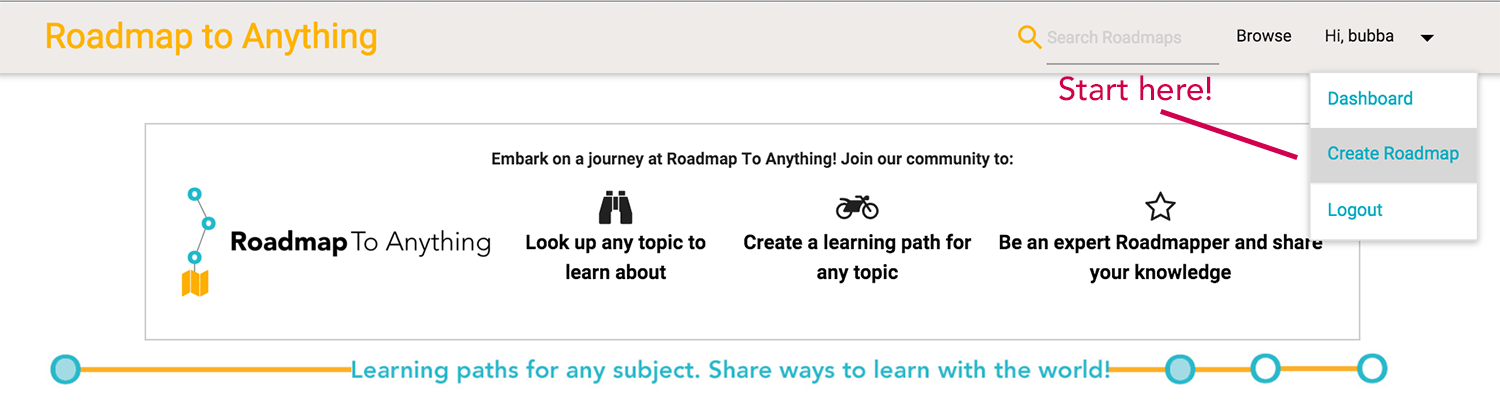 Roadmap to Anything
Search Roadmaps
Browse
Hi, bubba
Start here!
Dashboard
Create Roadmap
Logout
Embark on a journey at Roadmap To Anything! Join our community to:
Roadmap To Anything
Look up any topic to
learn about
Create a learning path for
any topic
Be an expert Roadmapper and share
your knowledge
Learning paths for any subject. Share ways to learn with the world!